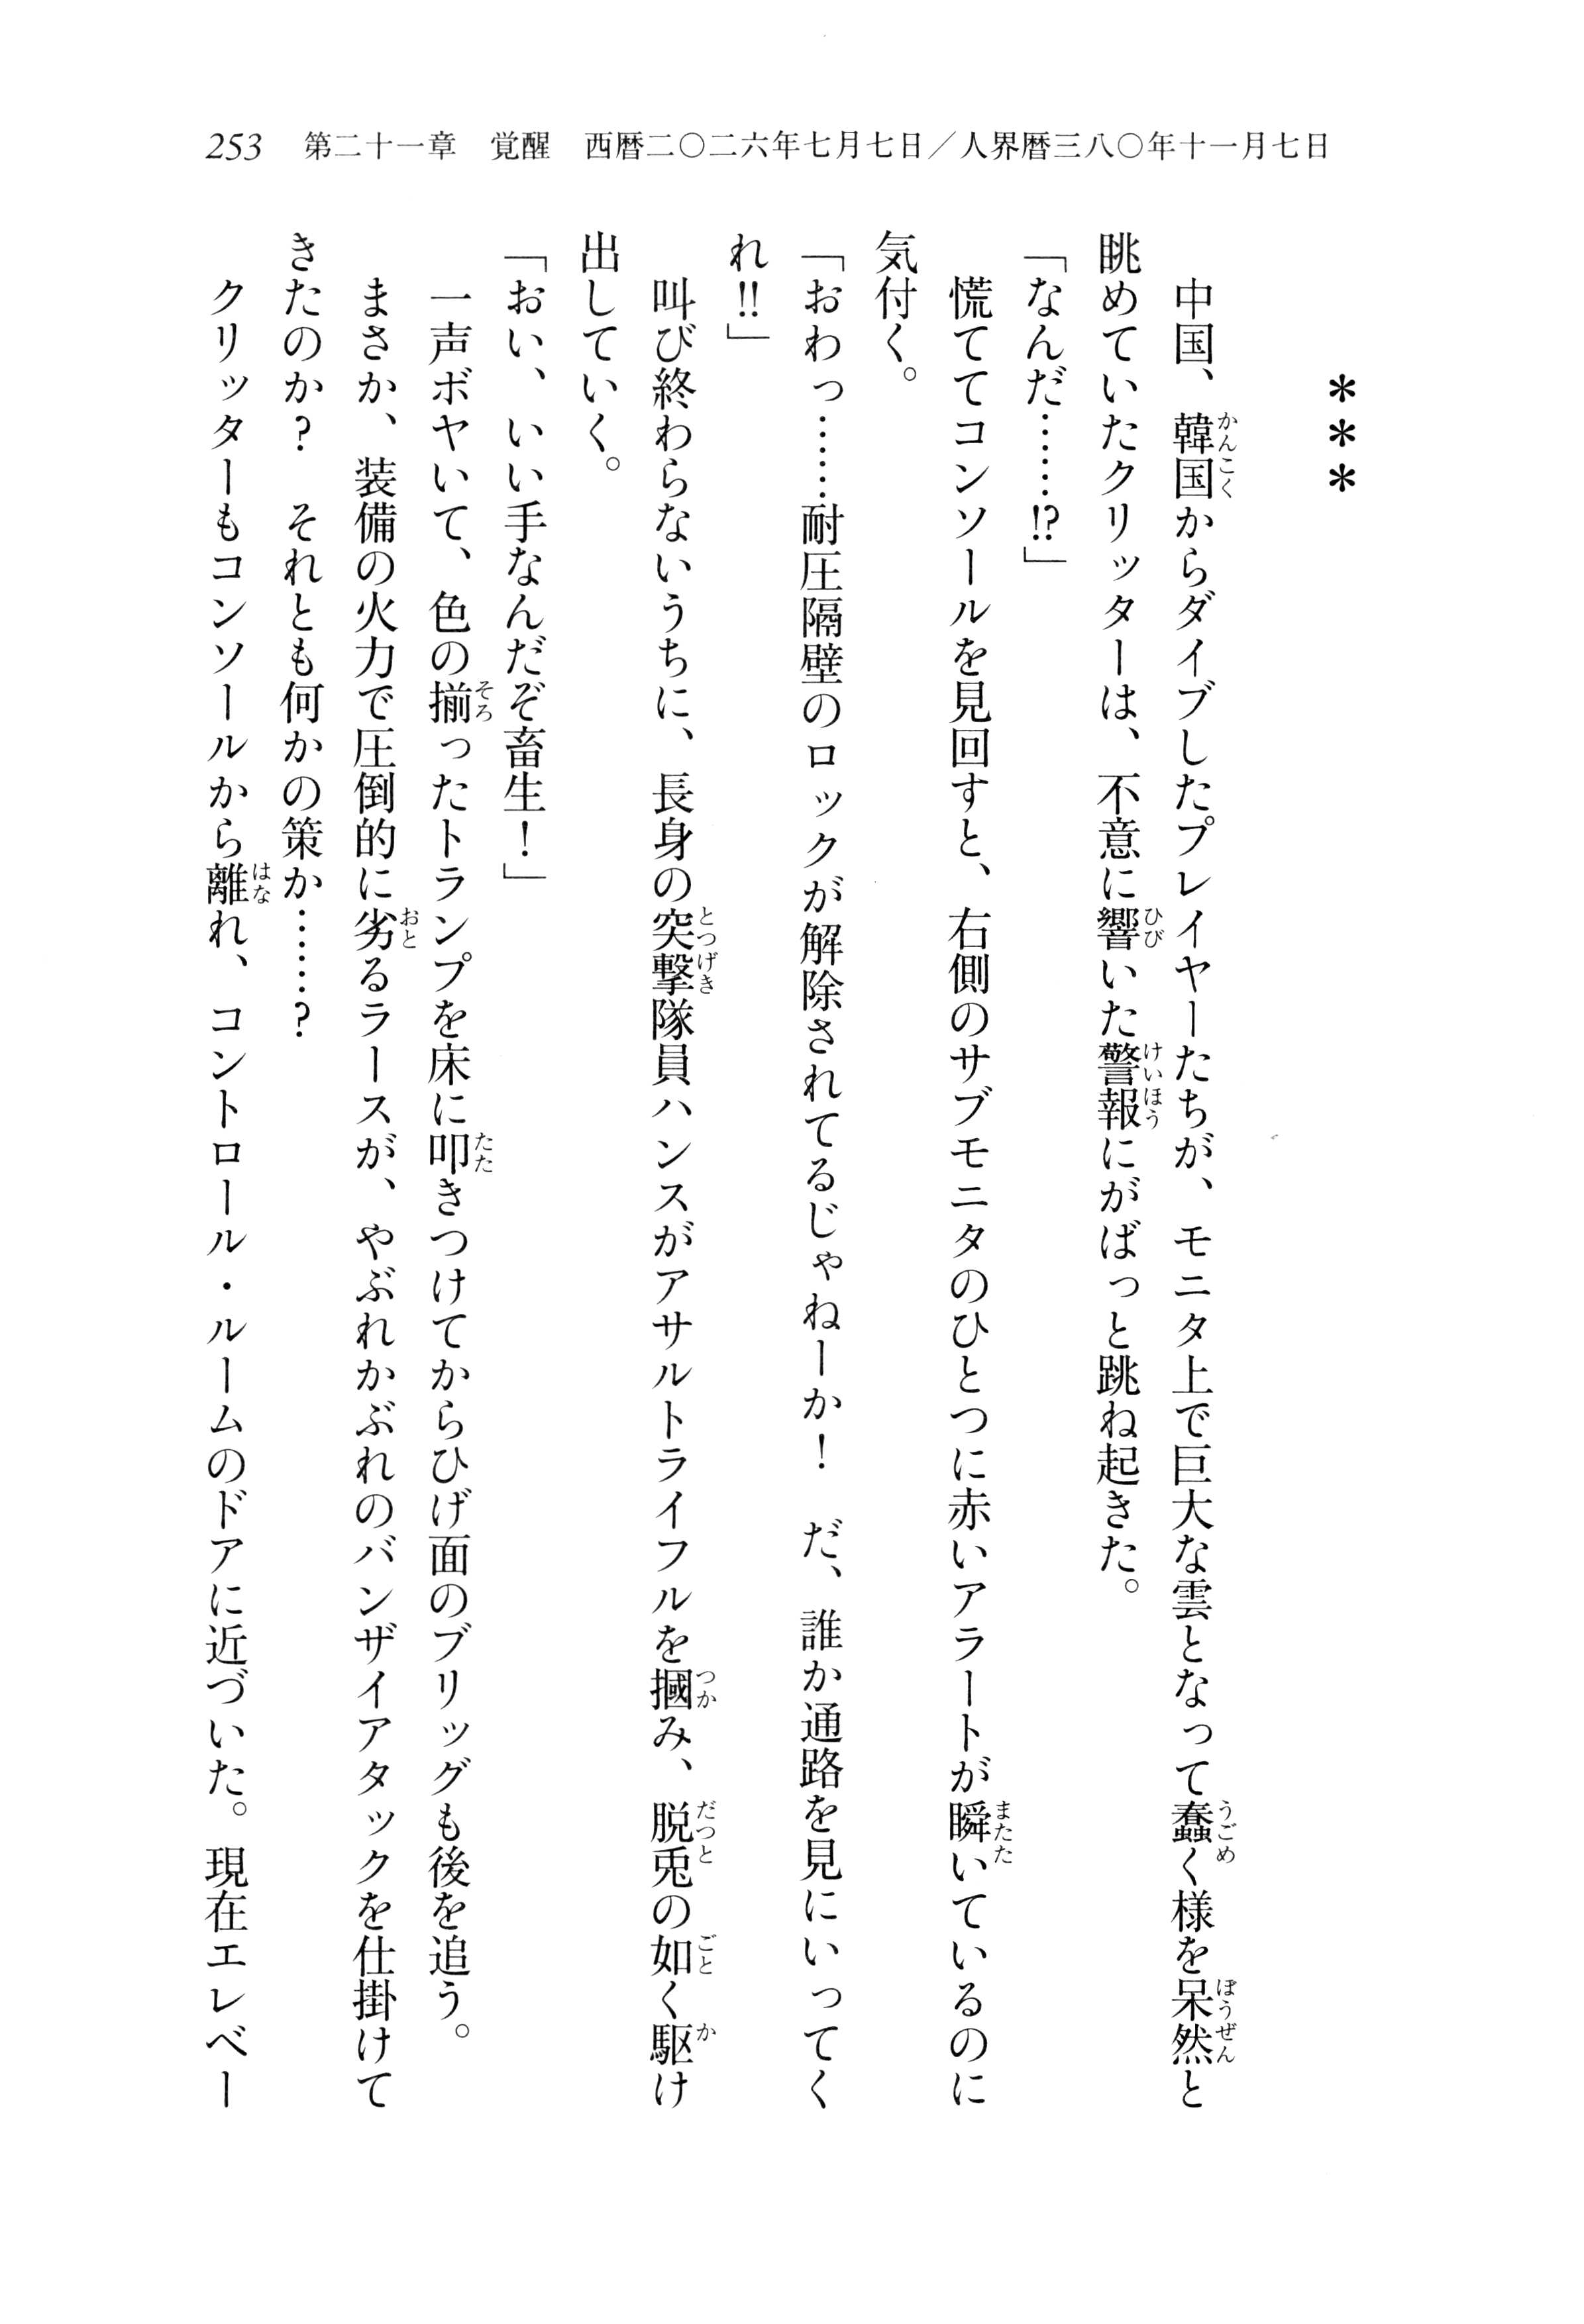 253 第二十一章　覚醒　西暦二〇二六年七月七日／人界暦三八〇年十一月七日
＊＊＊
　中国、韓国からダイブしたプレイヤーたちが、モニタ上で巨大な雲となって蠢く様を呆然と
眺めていたクリッターは、不意に響いた警報にがばっと跳ね起きた。
「なんだ……!?」
　慌ててコンソールを見回すと、右側のサブモニタのひとつに赤いアラートが瞬いているのに
気付く。
「おわっ……耐圧隔壁のロックが解除されてるじゃねーか！　だ、誰か通路を見にいってく
れ!!」
　叫び終わらないうちに、長身の突撃隊員ハンスがアサルトライフルを摑み、脱兎の如く駆け
出していく。
「おい、いい手なんだぞ畜生！」
　一声ボヤいて、色の揃ったトランプを床に叩きつけてからひげ面のブリッグも後を追う。
　まさか、装備の火力で圧倒的に劣るラースが、やぶれかぶれのバンザイアタックを仕掛けて
きたのか？　それとも何かの策か……？
　クリッターもコンソールから離れ、コントロール・ルームのドアに近づいた。現在エレベー